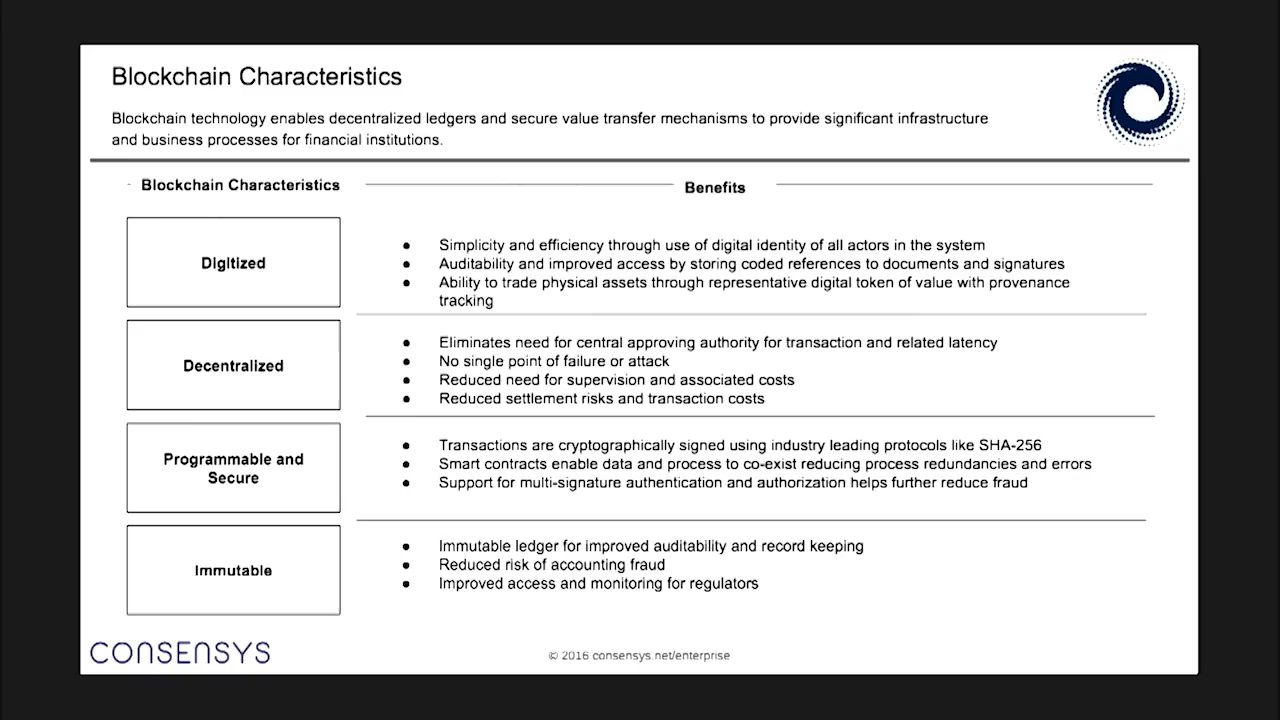 Blockchain Characteristics
Blockchain technology enables decentralized ledgers and secure value transfer mechanisms to provide significant infrastructure
and business processes for financial institutions.
Blockchain Characteristics
Benefits
Digitized
● Simplicity and efficiency through use of digital identity of all actors in the system
● Auditability and improved access by storing coded references to documents and signatures
● Ability to trade physical assets through representative digital token of value with provenance
tracking
Decentralized
● Eliminates need for central approving authority for transaction and related latency
● No single point of failure or attack
● Reduced need for supervision and associated costs
● Reduced settlement risks and transaction costs
Programmable and
Secure
● Transactions are cryptographically signed using industry leading protocols like SHA-256
● Smart contracts enable data and process to co-exist reducing process redundancies and errors
● Support for multi-signature authentication and authorization helps further reduce fraud
Immutable
● Immutable ledger for improved auditability and record keeping
● Reduced risk of accounting fraud
● Improved access and monitoring for regulators
CONSENSYS
© 2016 consensys.net/enterprise